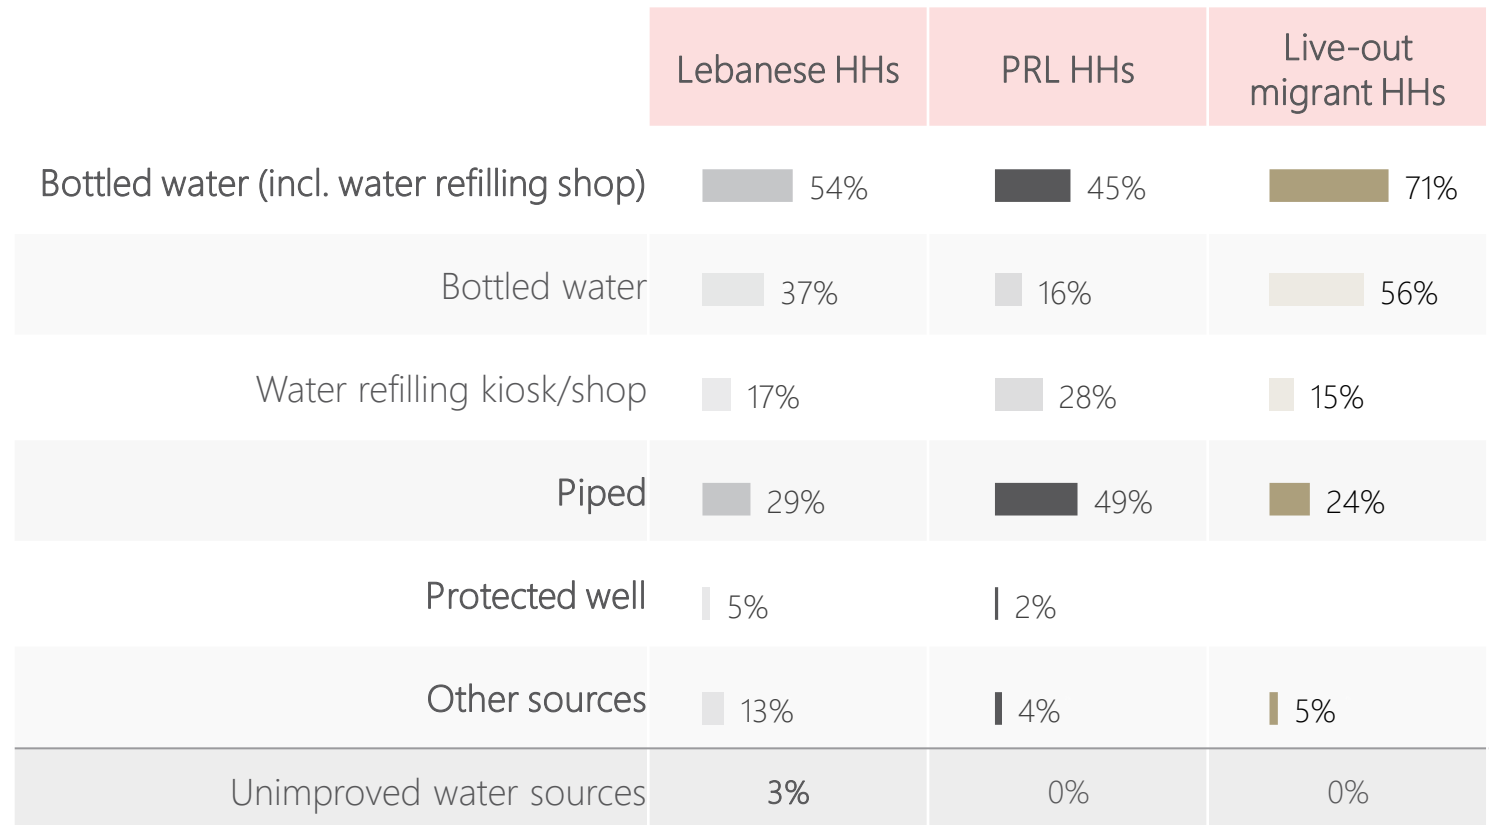 Lebanese HHs
PRL HHs
Live-out
migrant HHs
Bottled water (incl. water refilling shop) 54% 45% 71%
Bottled water 37% 16% 56%
Water refilling kiosk/shop 17% 28% 15%
Piped 29% 49% 24%
Protected well 5% 2%
Other sources 13% 4% 5%
Unimproved water sources 3% 0% 0%